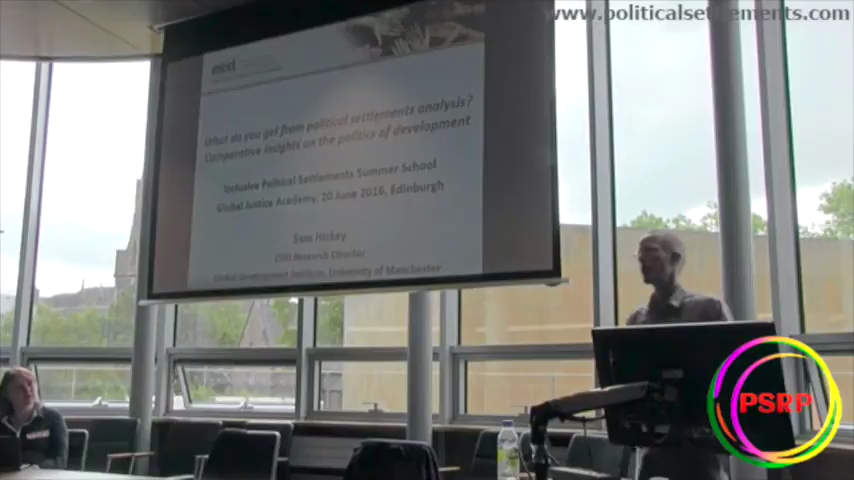 www.politicalsettlements.com
esid
What do you get from political settlements analysis?
Comparative insights on the politics of development
Inclusive Political Settlements Summer School
Global Justice Academy, 20 June 2016, Edinburgh
Sam Hickey
ESID Research Director
Global Development Institute, University of Manchester
PSRP